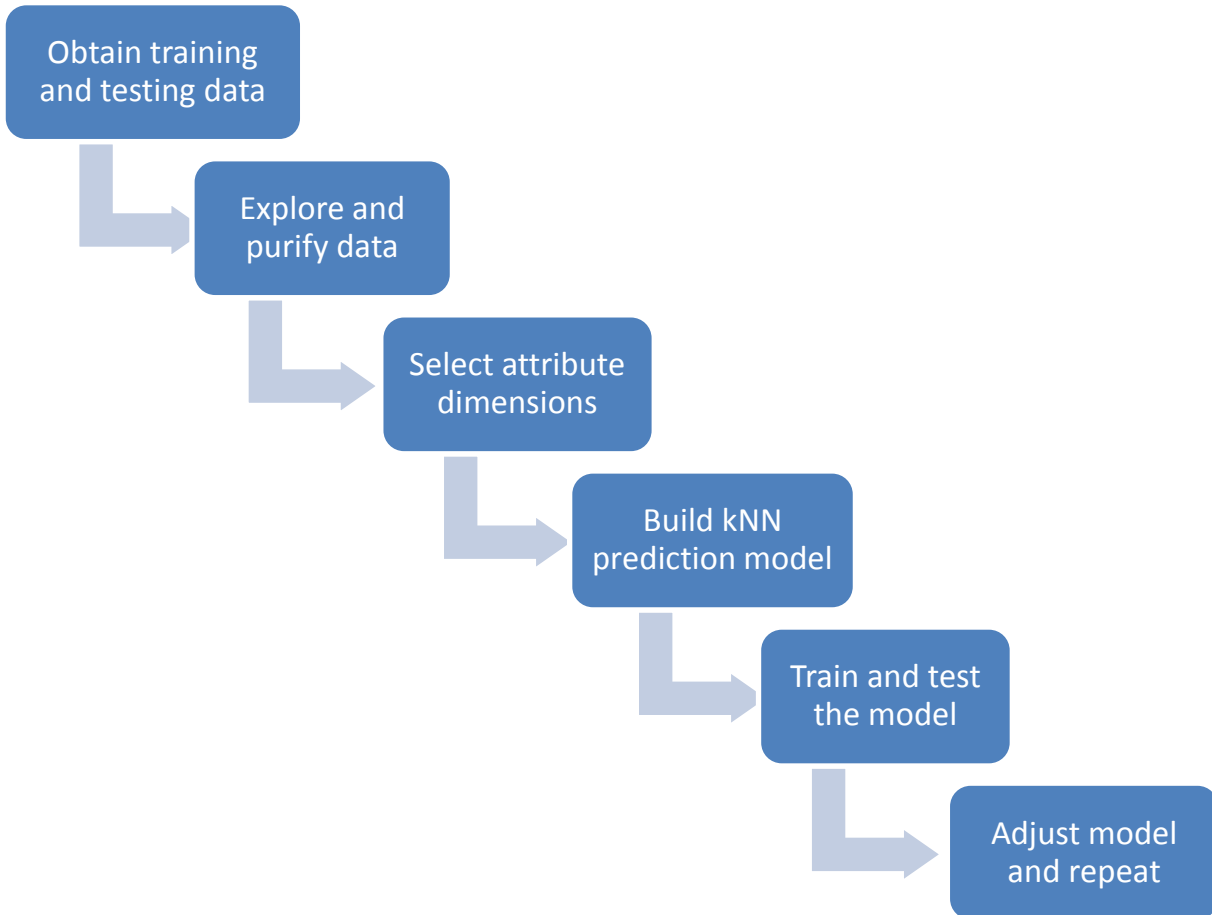 Obtain training
and testing data
Explore and
purify data
Select attribute
dimensions
Build kNN
prediction model
Train and test
the model
Adjust model
and repeat